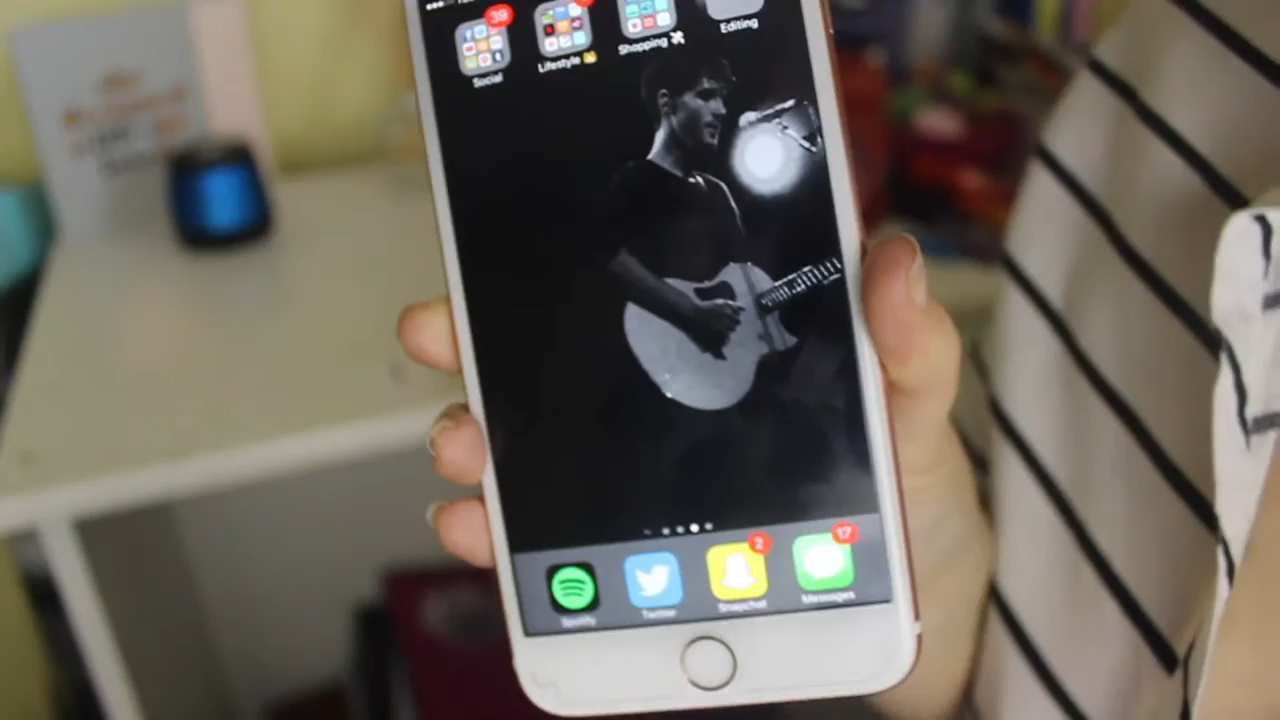 39
Social
Lifestyle
Shopping
Editing
2
17
Spotify
Twitter
Snapchat
Messages